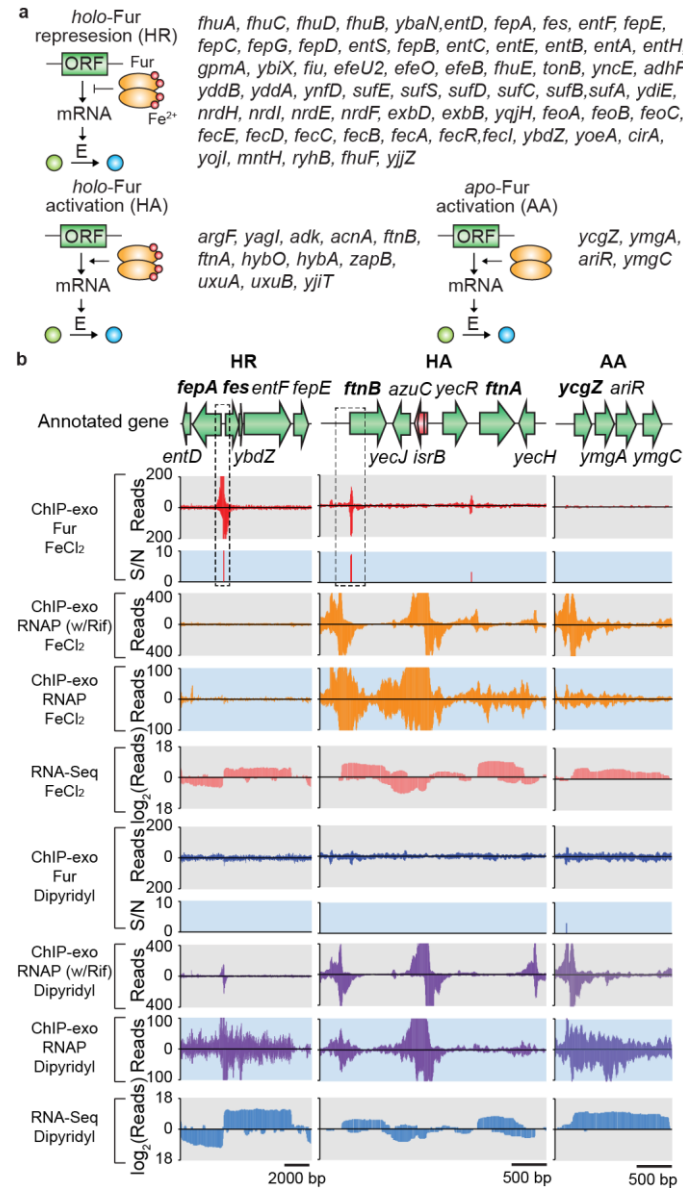 a
holo-Fur
represesion (HR)
ORF
Fur
mRNA
Fe2+
E
fhuA, fhuC, fhuD, fhuB, ybaN,entD, fepA, fes, entF, fepE,
fepC, fepG, fepD, entS, fepB, entC, entE, entB, entA, entH,
gpmA, ybiX, fiu, efeU2, efeO, efeB, fhuE, tonB, yncE, adhP,
yddB, yddA, ynfD, sufE, sufS, sufD, sufC, sufB,sufA, ydiE,
nrdH, nrdI, nrdE, nrdF, exbD, exbB, yqjH, feoA, feoB, feoC,
fecE, fecD, fecC, fecB, fecA, fecR,fecI, ybdZ, yoeA, cirA,
yojI, mntH, ryhB, fhuF, yjjZ
holo-Fur
activation (HA)
ORF
mRNA
E
argF, yagI, adk, acnA, ftnB,
ftnA, hybO, hybA, zapB,
uxuA, uxuB, yjiT
apo-Fur
activation (AA)
ORF
mRNA
E
ycgZ, ymgA,
ariR, ymgC
b
HR HA AA
fepA fes entF fepE ftnB azuC yecR ftnA ycgZ ariR
Annotated gene
entD ybdZ yecJ isrB yecH ymgA ymgC
ChIP-exo
Fur
FeCl2
Reads
200
0
200
S/N
10
0
ChIP-exo
RNAP (w/Rif)
FeCl2
Reads
400
0
400
ChIP-exo
RNAP
FeCl2
Reads
100
0
100
RNA-Seq
FeCl2
log2(Reads)
18
0
18
ChIP-exo
Fur
Dipyridyl
Reads
200
0
200
S/N
10
0
ChIP-exo
RNAP (w/Rif)
Dipyridyl
Reads
400
0
400
ChIP-exo
RNAP
Dipyridyl
Reads
100
0
100
RNA-Seq
Dipyridyl
log2(Reads)
18
0
18
2000 bp 500 bp 500 bp